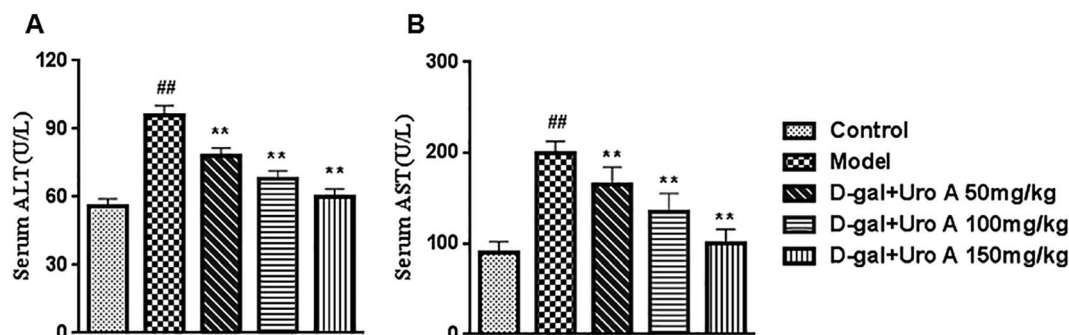 A
Serum ALT(U/L)
120
90
60
30
0
##
**
**
**
B
Serum AST(U/L)
300
200
100
0
##
**
**
**
Control
Model
D-gal+Uro A 50mg/kg
D-gal+Uro A 100mg/kg
D-gal+Uro A 150mg/kg